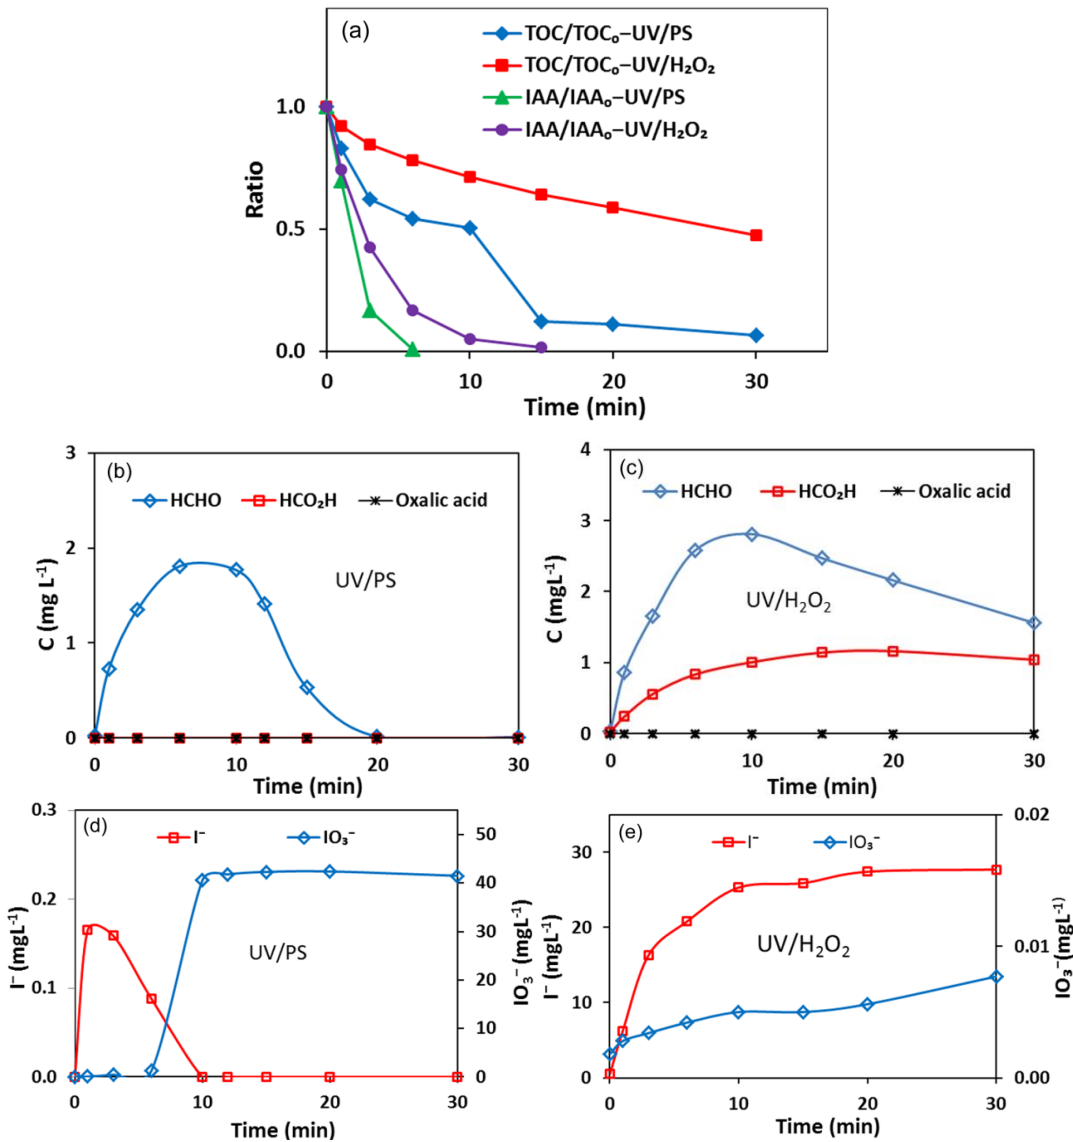 (a)
TOC/TOC₀–UV/PS
TOC/TOC₀–UV/H₂O₂
IAA/IAA₀–UV/PS
IAA/IAA₀–UV/H₂O₂
1.0
0.5
0.0
Ratio
0 10 20 30
Time (min)
(b)
HCHO HCO₂H Oxalic acid
UV/PS
3
2
1
0
C (mg L⁻¹)
0 10 20 30
Time (min)
(c)
HCHO HCO₂H Oxalic acid
UV/H₂O₂
4
3
2
1
0
C (mgL⁻¹)
0 10 20 30
Time (min)
(d)
I⁻ IO₃⁻
UV/PS
0.3
0.2
0.1
0.0
I⁻ (mgL⁻¹)
50
40
30
20
10
0
IO₃⁻ (mgL⁻¹)
0 10 20 30
Time (min)
(e)
I⁻ IO₃⁻
UV/H₂O₂
30
20
10
0
I⁻ (mgL⁻¹)
0.02
0.01
0.00
IO₃⁻(mgL⁻¹)
0 10 20 30
Time (min)